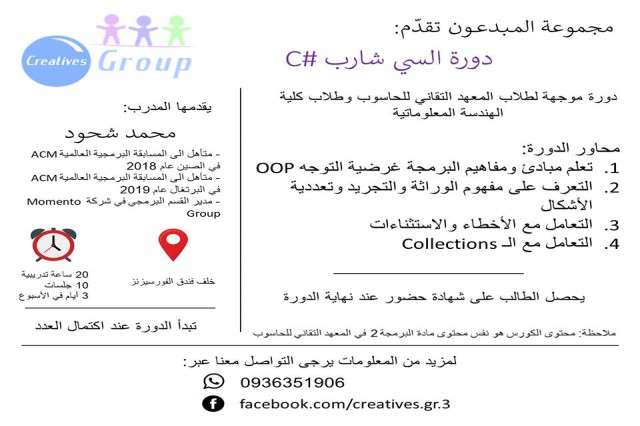 مجموعة المبدعون تقدّم:
دورة السي شارب #C
Creatives Group
دورة موجهة لطلاب المعهد التقاني للحاسوب وطلاب كلية
الهندسة المعلوماتية
محاور الدورة:
1. تعلم مبادئ ومفاهيم البرمجة غرضية التوجه OOP
2. التعرف على مفهوم الوراثة والتجريد وتعددية
الأشكال
3. التعامل مع الأخطاء والاستثناءات
4. التعامل مع الـ Collections
يحصل الطالب على شهادة حضور عند نهاية الدورة
ملاحظة: محتوى الكورس هو نفس محتوى مادة البرمجة 2 في المعهد التقاني للحاسوب
يقدمها المدرب:
محمد شحود
- متأهل الى المسابقة البرمجية العالمية ACM
في الصين عام 2018
- متأهل الى المسابقة البرمجية العالمية ACM
في البرتغال عام 2019
- مدير القسم البرمجي في شركة Momento
Group
خلف فندق الفورسيزنز
20 ساعة تدريبية
10 جلسات
3 أيام في الأسبوع
تبدأ الدورة عند اكتمال العدد
لمزيد من المعلومات يرجى التواصل معنا عبر:
0936351906
facebook.com/creatives.gr.3